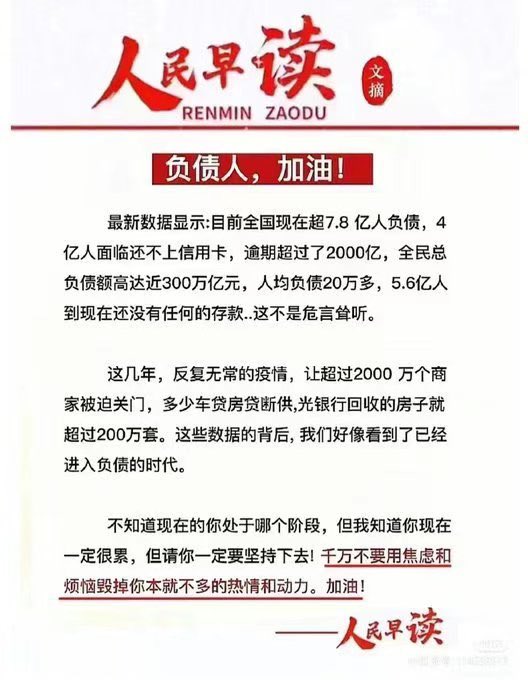 人民早读
文摘
RENMIN ZAODU
负债人，加油！
最新数据显示:目前全国现在超7.8 亿人负债，4
亿人面临还不上信用卡，逾期超过了2000亿，全民总
负债额高达近300万亿元，人均负债20万多，5.6亿人
到现在还没有任何的存款..这不是危言耸听。
这几年，反复无常的疫情，让超过2000 万个商
家被迫关门，多少车贷房贷断供,光银行回收的房子就
超过200万套。这些数据的背后, 我们好像看到了已经
进入负债的时代。
不知道现在的你处于哪个阶段，但我知道你现在
一定很累，但请你一定要坚持下去! 千万不要用焦虑和
烦恼毁掉你本就不多的热情和动力。加油！
——人民早读